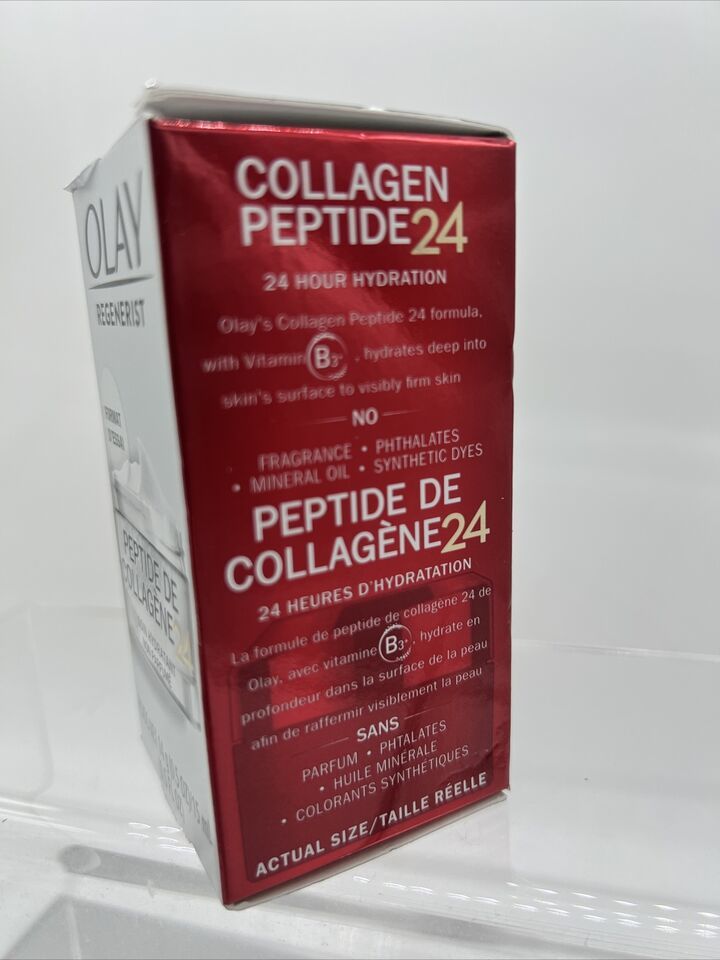 OLAY
REGENERIST
FORMAT
D'ESSAI
PEPTIDE DE
COLLAGÈNE 24
COLLAGEN
PEPTIDE24
24 HOUR HYDRATION
Olay's Collagen Peptide 24 formula,
with Vitamin B3+, hydrates deep into
skin's surface to visibly firm skin
NO
FRAGRANCE • PHTHALATES
• MINERAL OIL • SYNTHETIC DYES
PEPTIDE DE
COLLAGÈNE24
24 HEURES D'HYDRATATION
La formule de peptide de collagène 24 de
Olay, avec vitamine B3+, hydrate en
profondeur dans la surface de la peau
afin de raffermir visiblement la peau
SANS
PARFUM • PHTALATES
• HUILE MINÉRALE
• COLORANTS SYNTHÉTIQUES
ACTUAL SIZE/TAILLE RÉELLE